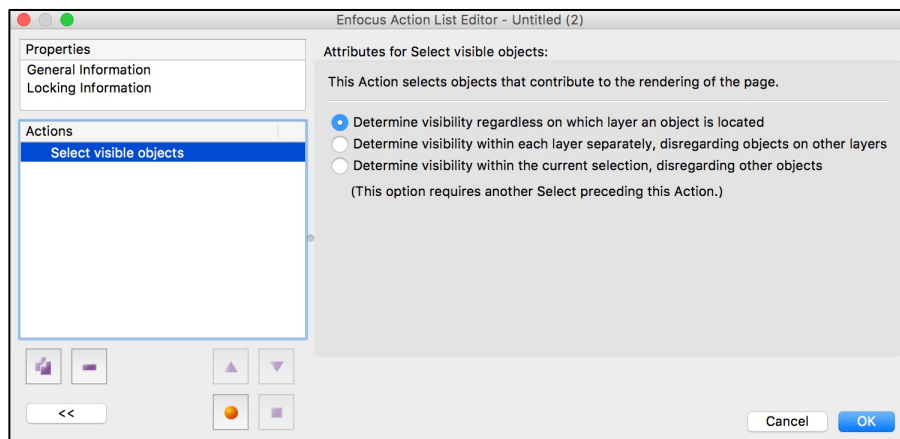 Enfocus Action List Editor - Untitled (2)
Properties
General Information
Locking Information
Actions
Select visible objects
<<
Attributes for Select visible objects:
This Action selects objects that contribute to the rendering of the page.
Determine visibility regardless on which layer an object is located
Determine visibility within each layer separately, disregarding objects on other layers
Determine visibility within the current selection, disregarding other objects
(This option requires another Select preceding this Action.)
Cancel
OK